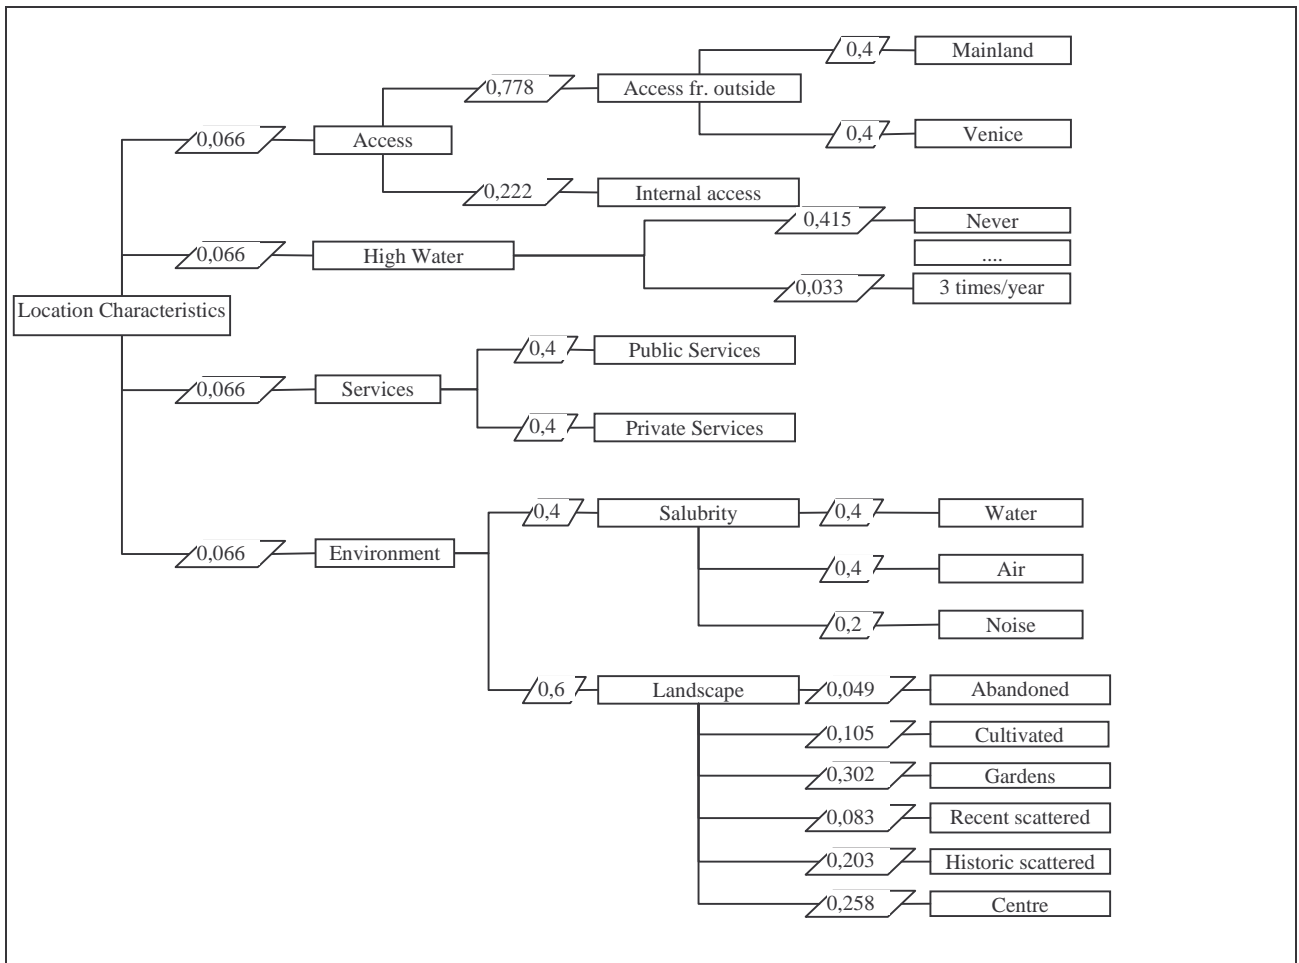 0,4 Mainland
0,778 Access fr. outside
0,066 Access
0,4 Venice
0,222 Internal access
0,415 Never
0,066 High Water
....
0,033 3 times/year
Location Characteristics
0,4 Public Services
0,066 Services
0,4 Private Services
0,4 Salubrity 0,4 Water
0,066 Environment
0,4 Air
0,2 Noise
0,6 Landscape 0,049 Abandoned
0,105 Cultivated
0,302 Gardens
0,083 Recent scattered
0,203 Historic scattered
0,258 Centre